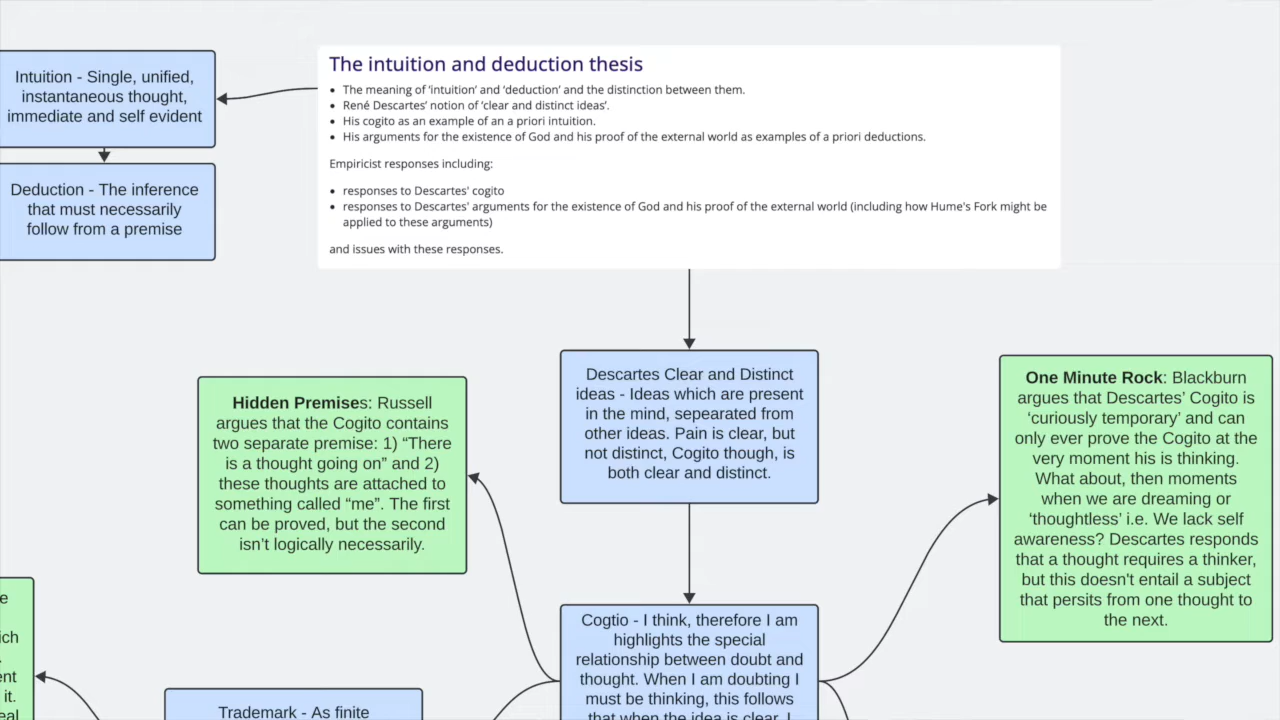 Intuition - Single, unified,
instantaneous thought,
immediate and self evident
Deduction - The inference
that must necessarily
follow from a premise
The intuition and deduction thesis
• The meaning of ‘intuition’ and ‘deduction’ and the distinction between them.
• René Descartes’ notion of ‘clear and distinct ideas’.
• His cogito as an example of an a priori intuition.
• His arguments for the existence of God and his proof of the external world as examples of a priori deductions.
Empiricist responses including:
• responses to Descartes' cogito
• responses to Descartes' arguments for the existence of God and his proof of the external world (including how Hume's Fork might be
applied to these arguments)
and issues with these responses.
Descartes Clear and Distinct
ideas - Ideas which are present
in the mind, sepearated from
other ideas. Pain is clear, but
not distinct, Cogito though, is
both clear and distinct.
Hidden Premises: Russell
argues that the Cogito contains
two separate premise: 1) “There
is a thought going on” and 2)
these thoughts are attached to
something called “me”. The first
can be proved, but the second
isn’t logically necessarily.
One Minute Rock: Blackburn
argues that Descartes’ Cogito is
‘curiously temporary’ and can
only ever prove the Cogito at the
very moment his is thinking.
What about, then moments
when we are dreaming or
‘thoughtless’ i.e. We lack self
awareness? Descartes responds
that a thought requires a thinker,
but this doesn't entail a subject
that persits from one thought to
the next.
Cogtio - I think, therefore I am
highlights the special
relationship between doubt and
thought. When I am doubting I
must be thinking, this follows
that when the idea is clear, I
Trademark - As finite
e
ich
ent
it.
eal